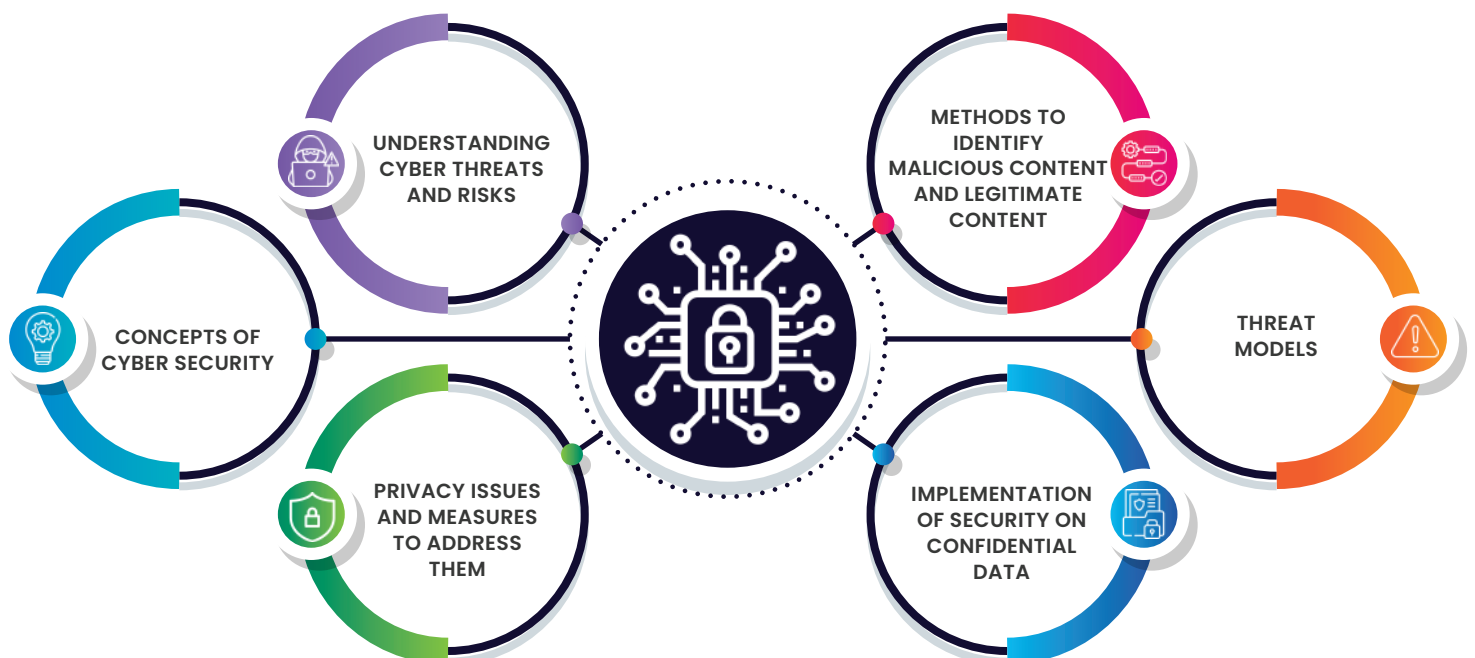 UNDERSTANDING
CYBER THREATS
AND RISKS
METHODS TO
IDENTIFY
MALICIOUS CONTENT
AND LEGITIMATE
CONTENT
CONCEPTS OF
CYBER SECURITY
THREAT
MODELS
PRIVACY ISSUES
AND MEASURES
TO ADDRESS
THEM
IMPLEMENTATION
OF SECURITY ON
CONFIDENTIAL
DATA